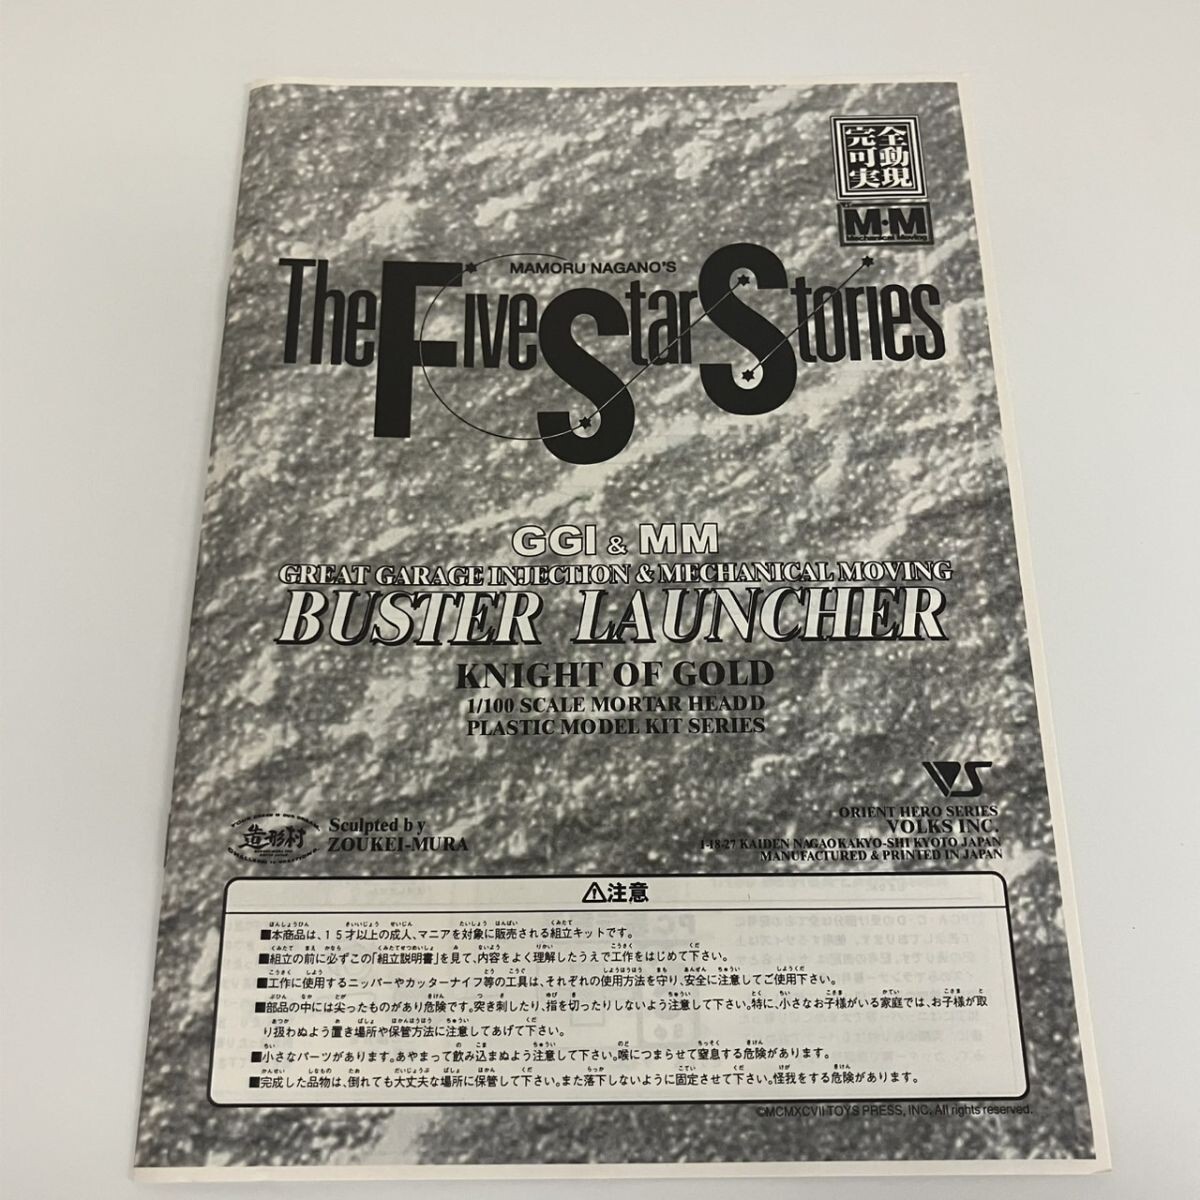 完全
可動
実現
M・M
Mechanical Moving
MAMORU NAGANO'S
The Five Star Stories
GGI & MM
GREAT GARAGE INJECTION & MECHANICAL MOVING
BUSTER LAUNCHER
KNIGHT OF GOLD
1/100 SCALE MORTAR HEADD
PLASTIC MODEL KIT SERIES
VS
ORIENT HERO SERIES
VOLKS INC.
1-18-27 KAIDEN NAGAOKAKYO-SHI KYOTO JAPAN
MANUFACTURED & PRINTED IN JAPAN
造形村
Sculpted by
ZOUKEI-MURA
⚠注意
■本商品は、15才以上の成人、マニアを対象に販売される組立キットです。
■組立の前に必ずこの「組立説明書」を見て、内容をよく理解したうえで工作をはじめて下さい。
■工作に使用するニッパーやカッターナイフ等の工具は、それぞれの使用方法を守り、安全に注意してご使用下さい。
■部品の中には尖ったものがあり危険です。突き刺したり、指を切ったりしないよう注意して下さい。特に、小さなお子様がいる家庭では、お子様が取
り扱わぬよう置き場所や保管方法に注意してあげて下さい。
■小さなパーツがあります。あやまって飲み込まぬよう注意して下さい。喉につまらせて窒息する危険があります。
■完成した品物は、倒れても大丈夫な場所に保管して下さい。また落下しないように固定させて下さい。怪我をする危険があります。
©MCMXCVII TOYS PRESS, INC. All rights reserved.